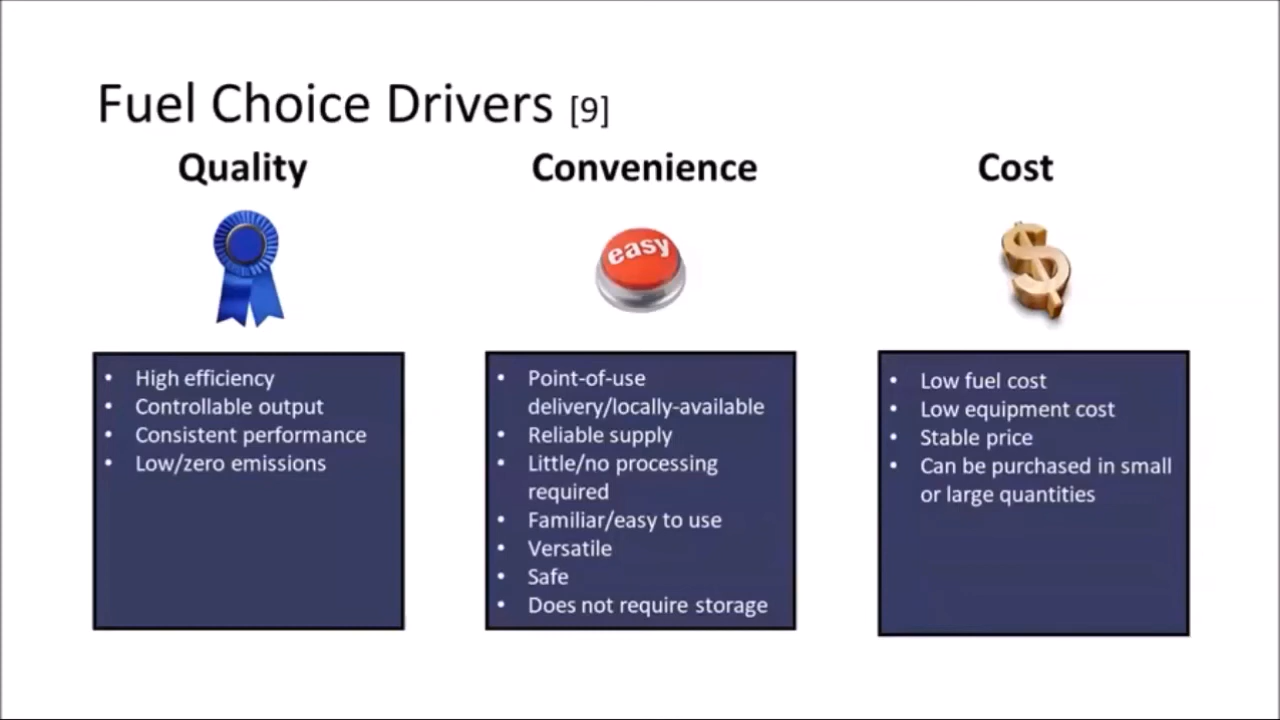 Fuel Choice Drivers [9]
Quality
Convenience
Cost
easy
• High efficiency
• Controllable output
• Consistent performance
• Low/zero emissions
• Point-of-use
delivery/locally-available
• Reliable supply
• Little/no processing
required
• Familiar/easy to use
• Versatile
• Safe
• Does not require storage
• Low fuel cost
• Low equipment cost
• Stable price
• Can be purchased in small
or large quantities